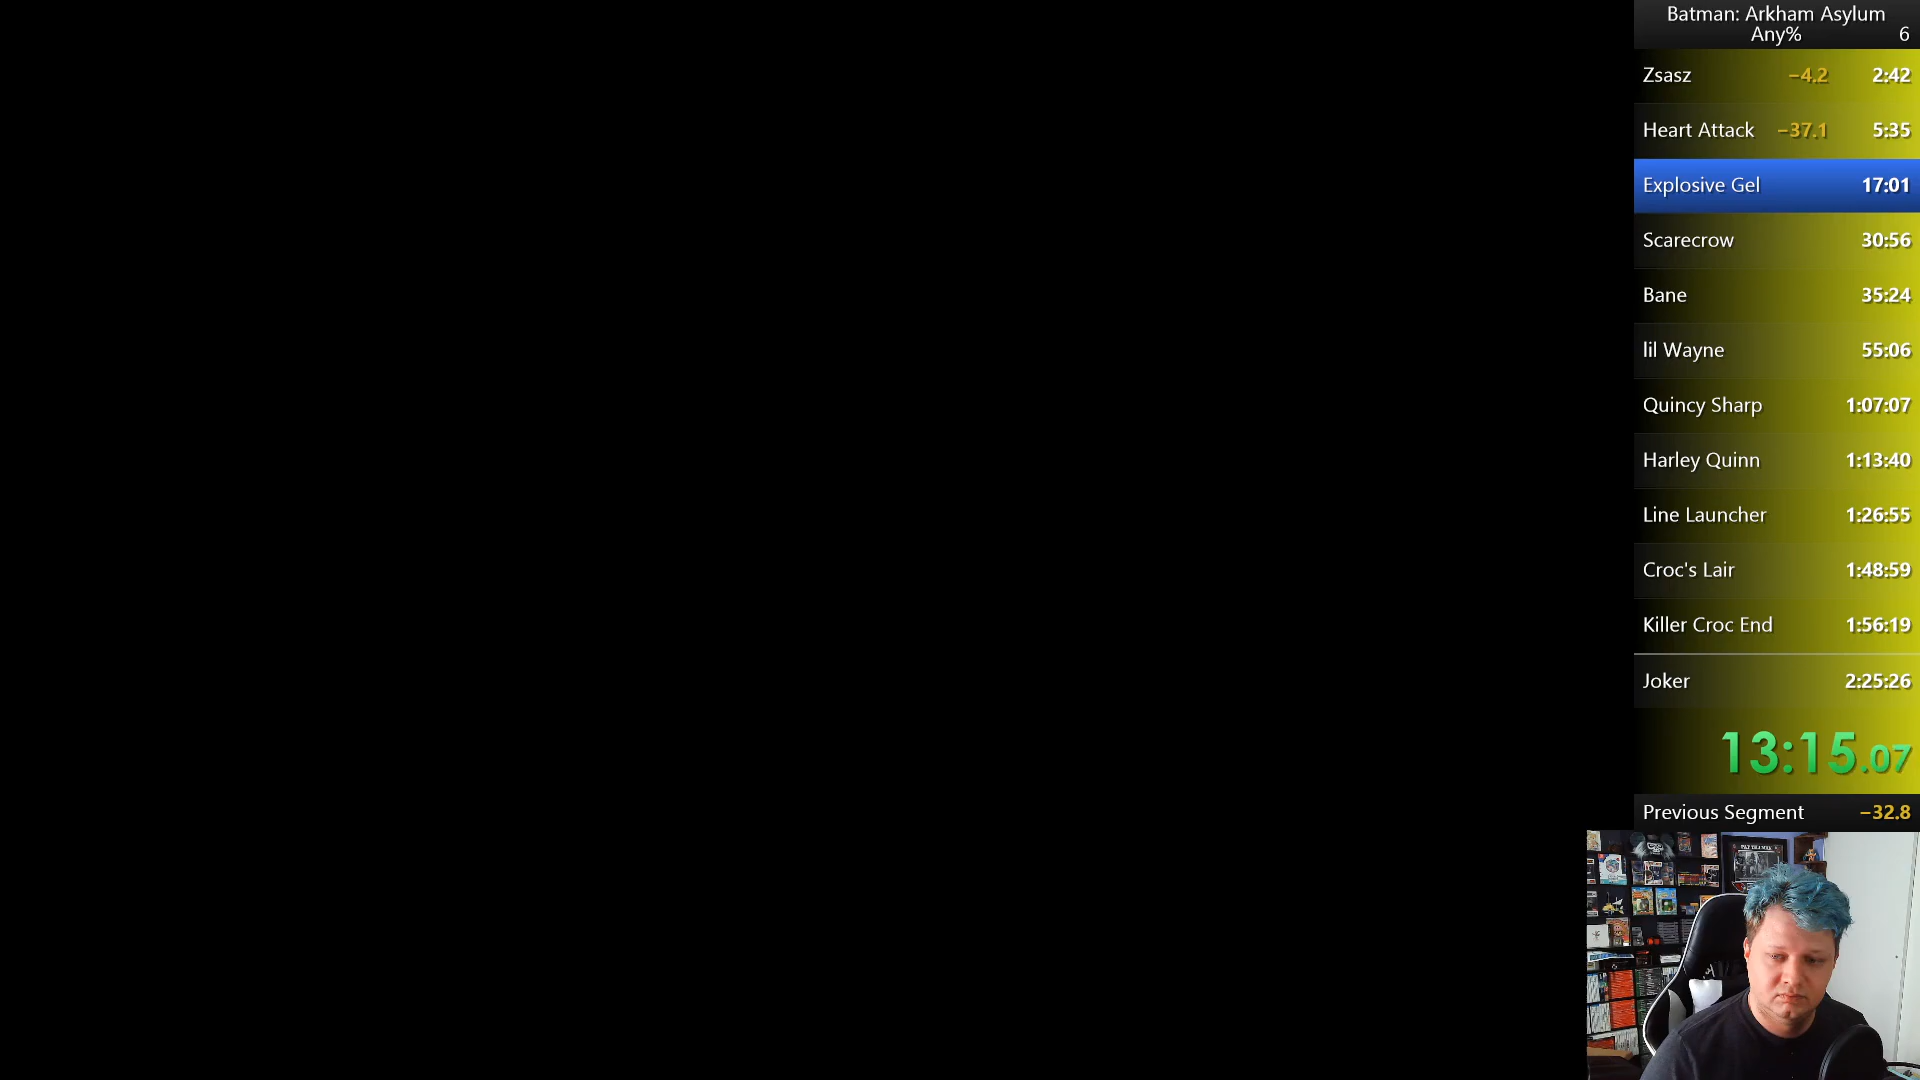 Batman: Arkham Asylum
Any% 6
Zsasz −4.2 2:42
Heart Attack −37.1 5:35
Explosive Gel 17:01
Scarecrow 30:56
Bane 35:24
lil Wayne 55:06
Quincy Sharp 1:07:07
Harley Quinn 1:13:40
Line Launcher 1:26:55
Croc's Lair 1:48:59
Killer Croc End 1:56:19
Joker 2:25:26
13:15.07
Previous Segment −32.8